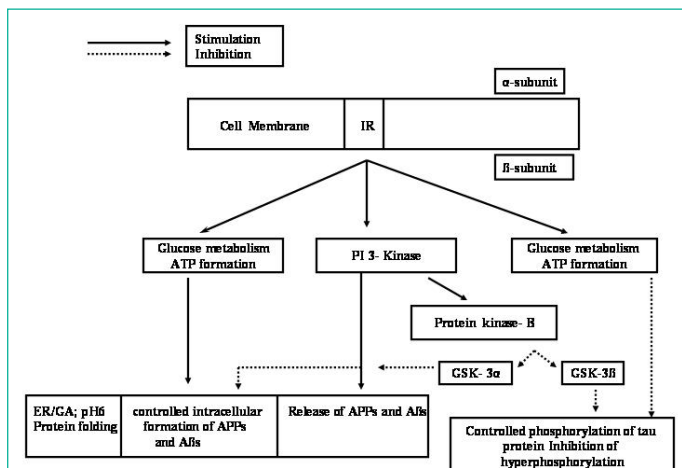 Stimulation
Inhibition
α-subunit
Cell Membrane
IR
ß-subunit
Glucose metabolism
ATP formation
PI 3- Kinase
Glucose metabolism
ATP formation
Protein kinase- B
GSK- 3α
GSK-3ß
ER/GA; pH6
Protein folding
controlled intracellular
formation of APPs
and Aßs
Release of APPs and Aßs
Controlled phosphorylation of tau
protein Inhibition of
hyperphosphorylation